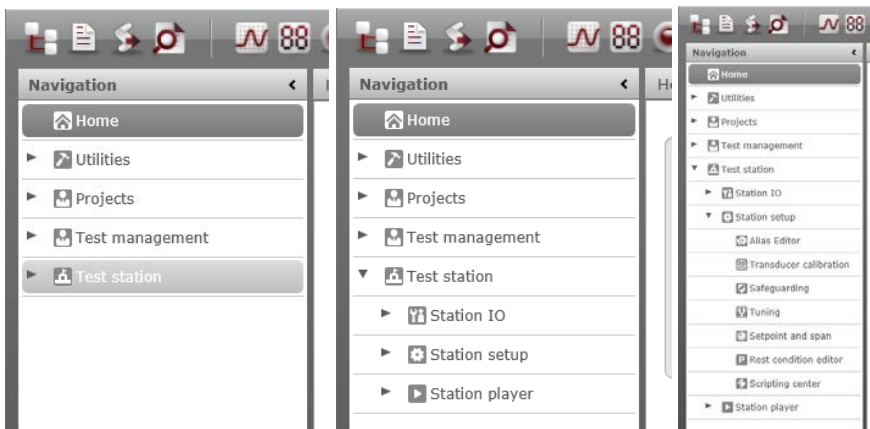 88
Navigation
Home
Utilities
Projects
Test management
Test station
88
Navigation
Home
Utilities
Projects
Test management
Test station
Station IO
Station setup
Station player
88
Navigation
Home
Utilities
Projects
Test management
Test station
Station IO
Station setup
Alias Editor
Transducer calibration
Safeguarding
Tuning
Setpoint and span
Rest condition editor
Scripting center
Station player